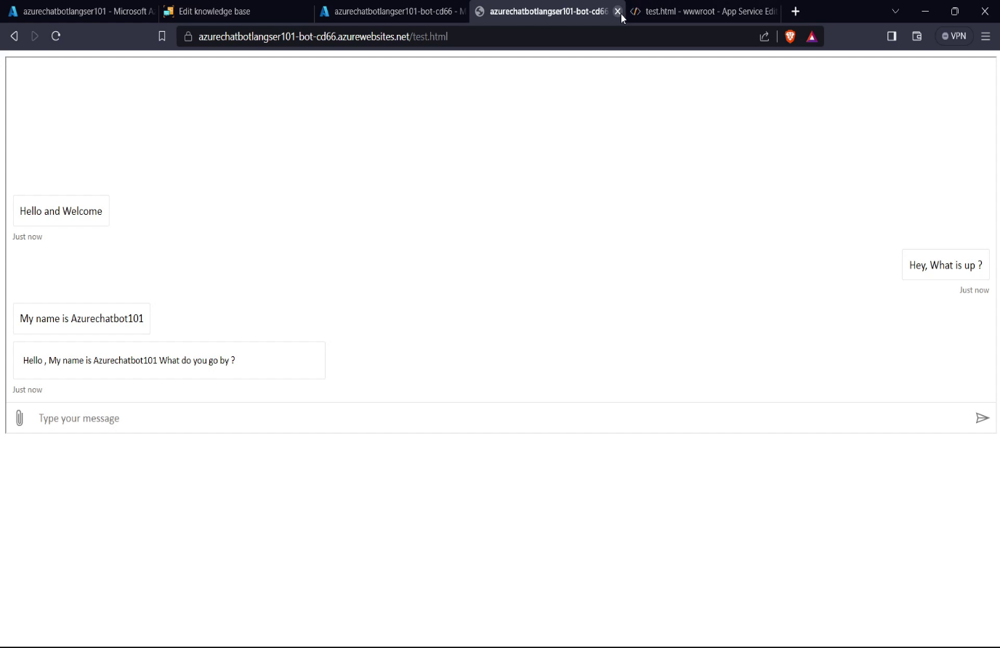 azurechatbotlangser101 - Microsoft A
Edit knowledge base
azurechatbotlangser101-bot-cd66 - M
azurechatbotlangser101-bot-cd66
test.html - wwwroot - App Service Edit
azurechatbotlangser101-bot-cd66.azurewebsites.net/test.html
VPN
Hello and Welcome
Just now
Hey, What is up ?
Just now
My name is Azurechatbot101
Hello , My name is Azurechatbot101 What do you go by ?
Just now
Type your message